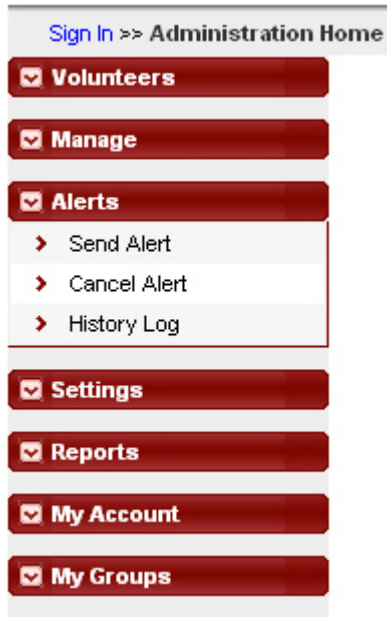 Sign In >> Administration Home
Volunteers
Manage
Alerts
Send Alert
Cancel Alert
History Log
Settings
Reports
My Account
My Groups